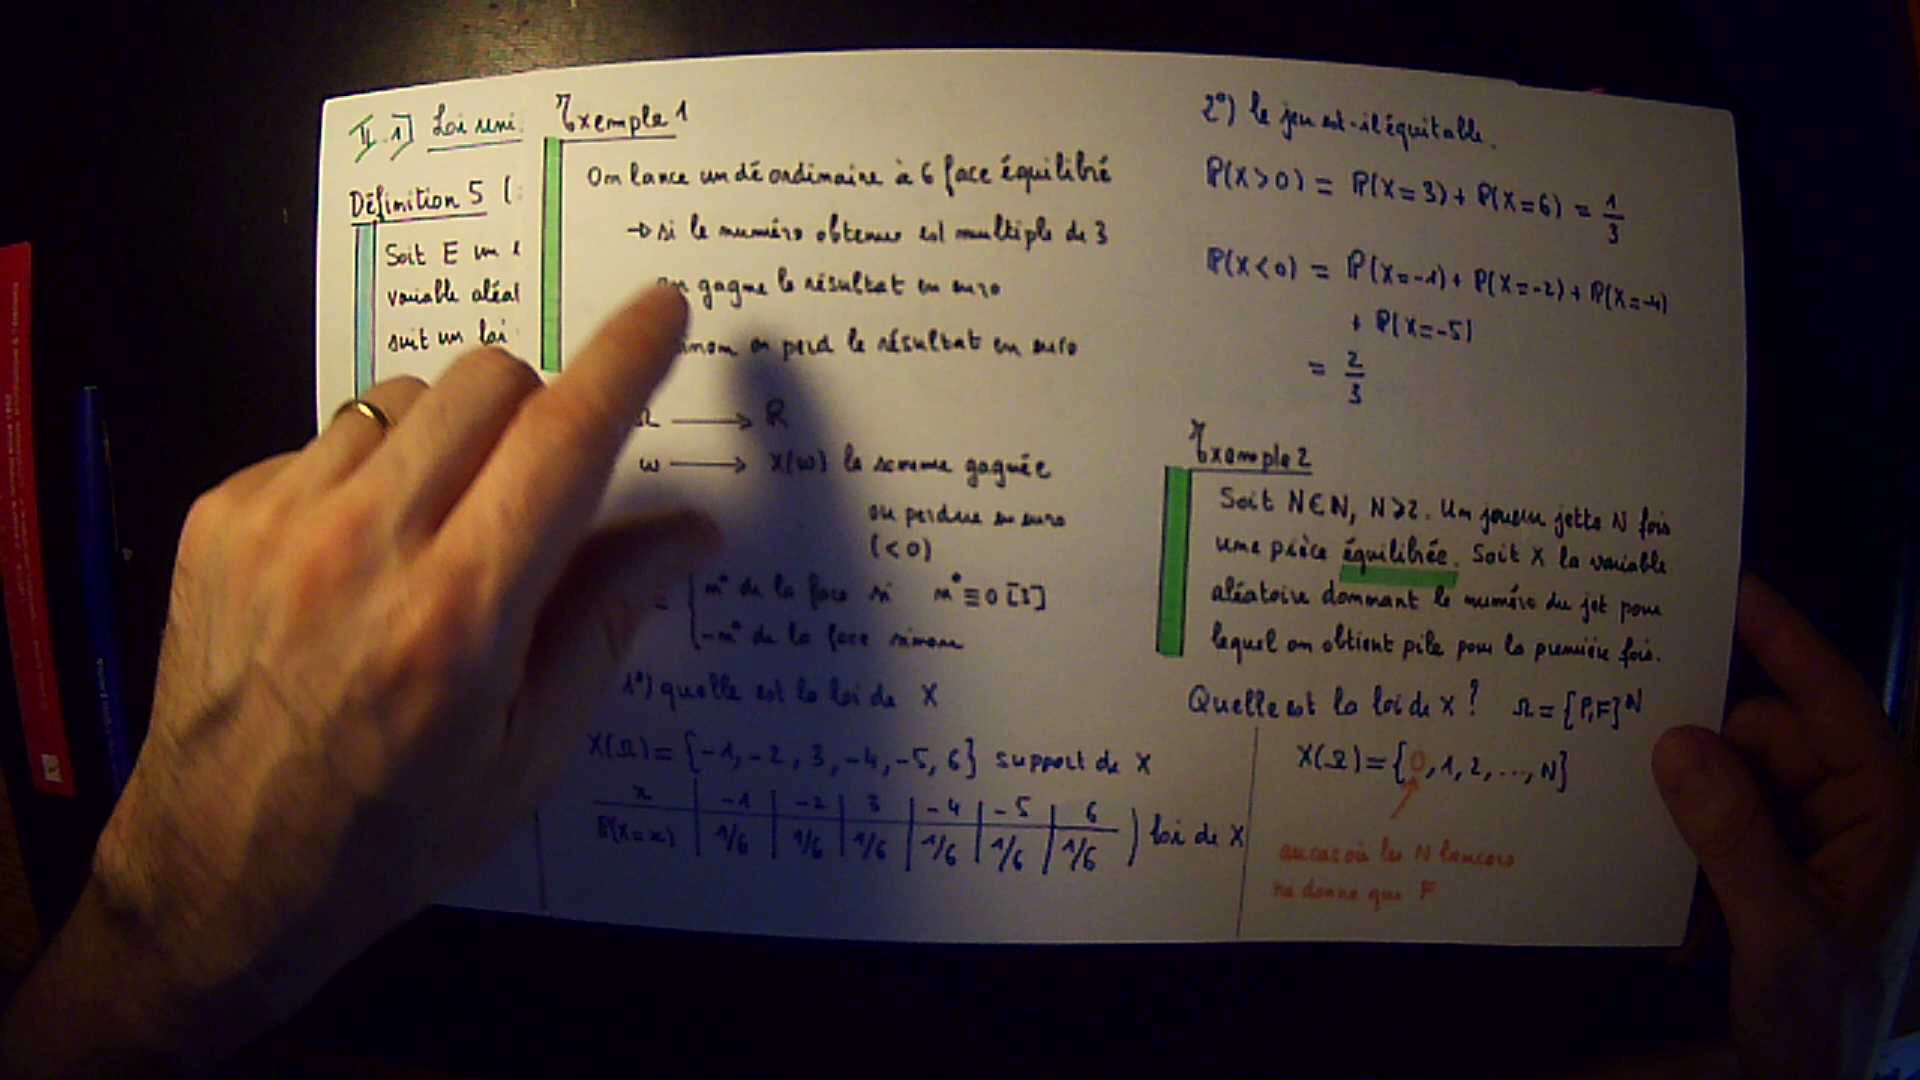 II.1] Loi uni
Définition 5 (
Soit E un e
variable aléat
suit un loi
Exemple 1
On lance un dé ordinaire à 6 face équilibré
→ si le numéro obtenu est multiple de 3
on gagne le résultat en euro
sinon on perd le résultat en euro
Ω → R
ω → X(ω) la somme gagnée
ou perdue en euro
(<0)
= { n° de la face si n° ≡ 0 [3]
-n° de la face sinon
1°) quelle est la loi de X
X(Ω) = {-1, -2, 3, -4, -5, 6} support de X
x | -1 | -2 | 3 | -4 | -5 | 6
P(X=x) | 1/6 | 1/6 | 1/6 | 1/6 | 1/6 | 1/6 ) loi de X
2°) le jeu est-il équitable.
P(X>0) = P(X=3) + P(X=6) = 1/3
P(X<0) = P(X=-1) + P(X=-2) + P(X=-4)
+ P(X=-5)
= 2/3
Exemple 2
Soit N∈N, N≥2. Un joueur jette N fois
une pièce équilibrée. Soit X la variable
aléatoire donnant le numéro du jet pour
lequel on obtient pile pour la première fois.
Quelle est la loi de X ? Ω = {P,F}^N
X(Ω) = {0, 1, 2, ..., N}
au cas où les N lancers
ne donne que F